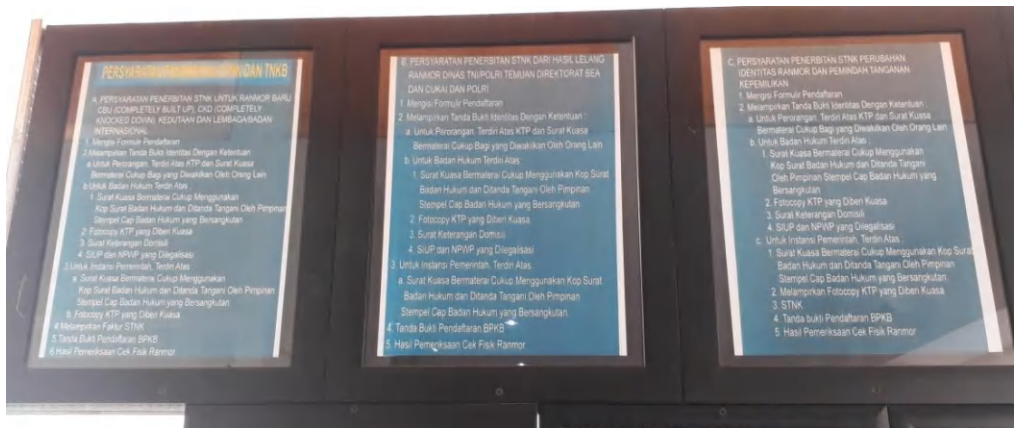 PERSYARATAN PENERBITAN STNK DAN TNKB
A. PERSYARATAN PENERBITAN STNK UNTUK RANMOR BARU
CBU (COMPLETELY BUILT UP), CKD (COMPLETELY
KNOCKED DOWN), KEDUTAAN DAN LEMBAGA/BADAN
INTERNASIONAL
1. Mengisi Formulir Pendaftaran
2. Melampirkan Tanda Bukti Identitas Dengan Ketentuan
a. Untuk Perorangan, Terdiri Atas KTP dan Surat Kuasa
Bermaterai Cukup Bagi yang Diwakilkan Oleh Orang Lain
b. Untuk Badan Hukum Terdiri Atas :
1. Surat Kuasa Bermaterai Cukup Menggunakan
Kop Surat Badan Hukum dan Ditanda Tangani Oleh Pimpinan
Stempel Cap Badan Hukum yang Bersangkutan
2. Fotocopy KTP yang Diberi Kuasa
3. Surat Keterangan Domisili
4. SIUP dan NPWP yang Dilegalisasi
3. Untuk Instansi Pemerintah, Terdiri Atas
a. Surat Kuasa Bermaterai Cukup Menggunakan
Kop Surat Badan Hukum dan Ditanda Tangani Oleh Pimpinan
Stempel Cap Badan Hukum yang Bersangkutan
b. Fotocopy KTP yang Diberi Kuasa
4. Melampirkan Faktur STNK
5. Tanda Bukti Pendaftaran BPKB
6. Hasil Pemeriksaan Cek Fisik Ranmor
B. PERSYARATAN PENERBITAN STNK DARI HASIL LELANG
RANMOR DINAS TNI/POLRI TEMUAN DIREKTORAT BEA
DAN CUKAI DAN POLRI
1. Mengisi Formulir Pendaftaran
2. Melampirkan Tanda Bukti Identitas Dengan Ketentuan :
a. Untuk Perorangan, Terdiri Atas KTP dan Surat Kuasa
Bermaterai Cukup Bagi yang Diwakilkan Oleh Orang Lain
b. Untuk Badan Hukum Terdiri Atas :
1. Surat Kuasa Bermaterai Cukup Menggunakan Kop Surat
Badan Hukum dan Ditanda Tangani Oleh Pimpinan
Stempel Cap Badan Hukum yang Bersangkutan
2. Fotocopy KTP yang Diberi Kuasa
3. Surat Keterangan Domisili
4. SIUP dan NPWP yang Dilegalisasi
3. Untuk Instansi Pemerintah, Terdiri Atas
a. Surat Kuasa Bermaterai Cukup Menggunakan Kop Surat
Badan Hukum dan Ditanda Tangani Oleh Pimpinan
Stempel Cap Badan Hukum yang Bersangkutan.
4. Tanda Bukti Pendaftaran BPKB
5. Hasil Pemeriksaan Cek Fisik Ranmor
C. PERSYARATAN PENERBITAN STNK PERUBAHAN
IDENTITAS RANMOR DAN PEMINDAH TANGANAN
KEPEMILIKAN
1. Mengisi Formulir Pendaftaran
2. Melampirkan Tanda Bukti Identitas Dengan Ketentuan :
a. Untuk Perorangan, Terdiri Atas KTP dan Surat Kuasa
Bermaterai Cukup Bagi yang Diwakilkan Oleh Orang Lain
b. Untuk Badan Hukum Terdiri Atas :
1. Surat Kuasa Bermaterai Cukup Menggunakan
Kop Surat Badan Hukum dan Ditanda Tangani
Oleh Pimpinan Stempel Cap Badan Hukum yang
Bersangkutan
2. Fotocopy KTP yang Diberi Kuasa
3. Surat Keterangan Domisili
4. SIUP dan NPWP yang Dilegalisasi
c. Untuk Instansi Pemerintah, Terdiri Atas :
1. Surat Kuasa Bermaterai Cukup Menggunakan Kop Surat
Badan Hukum dan Ditanda Tangani Oleh Pimpinan
Stempel Cap Badan Hukum yang Bersangkutan.
2. Melampirkan Fotocopy KTP yang Diberi Kuasa
3. STNK
4. Tanda bukti Pendaftaran BPKB
5. Hasil Pemeriksaan Cek Fisik Ranmor